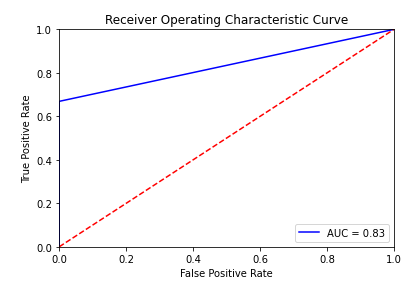 Receiver Operating Characteristic Curve
True Positive Rate
1.0
0.8
0.6
0.4
0.2
0.0
AUC = 0.83
0.0 0.2 0.4 0.6 0.8 1.0
False Positive Rate